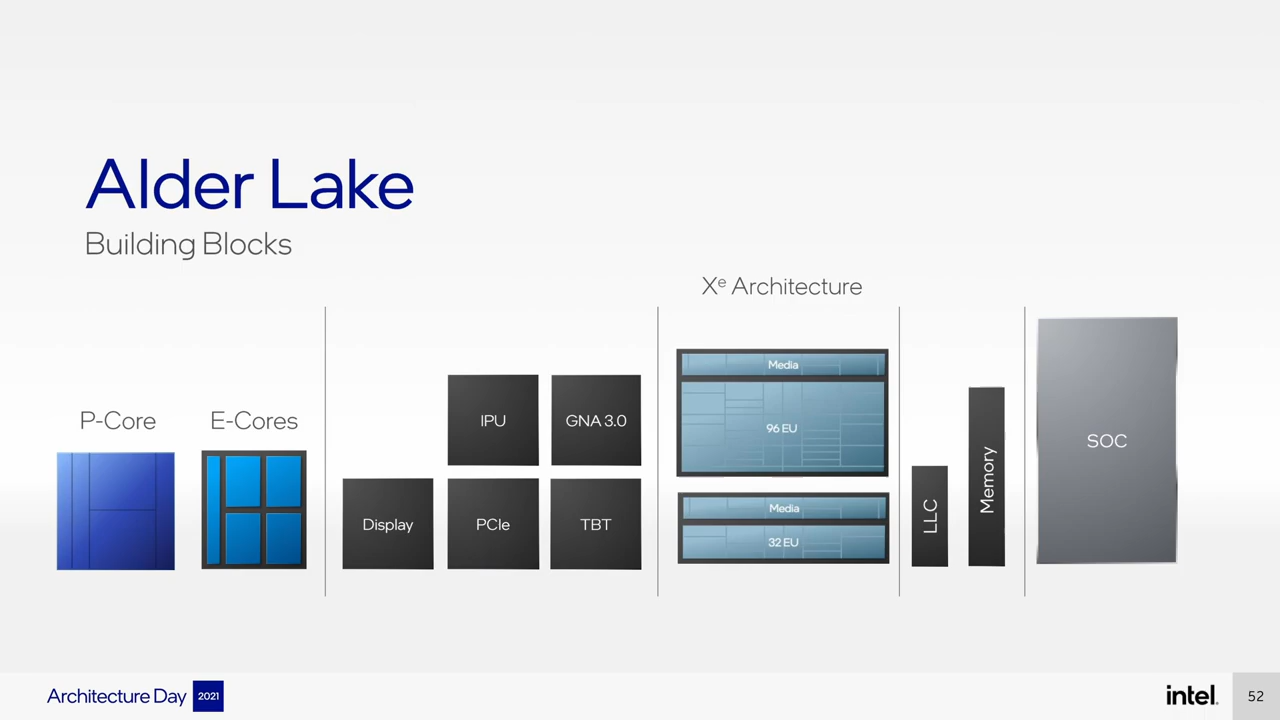 Alder Lake
Building Blocks
P-Core
E-Cores
IPU
GNA 3.0
Display
PCIe
TBT
Xe Architecture
Media
96 EU
Media
32 EU
LLC
Memory
SOC
Architecture Day 2021
intel.
52